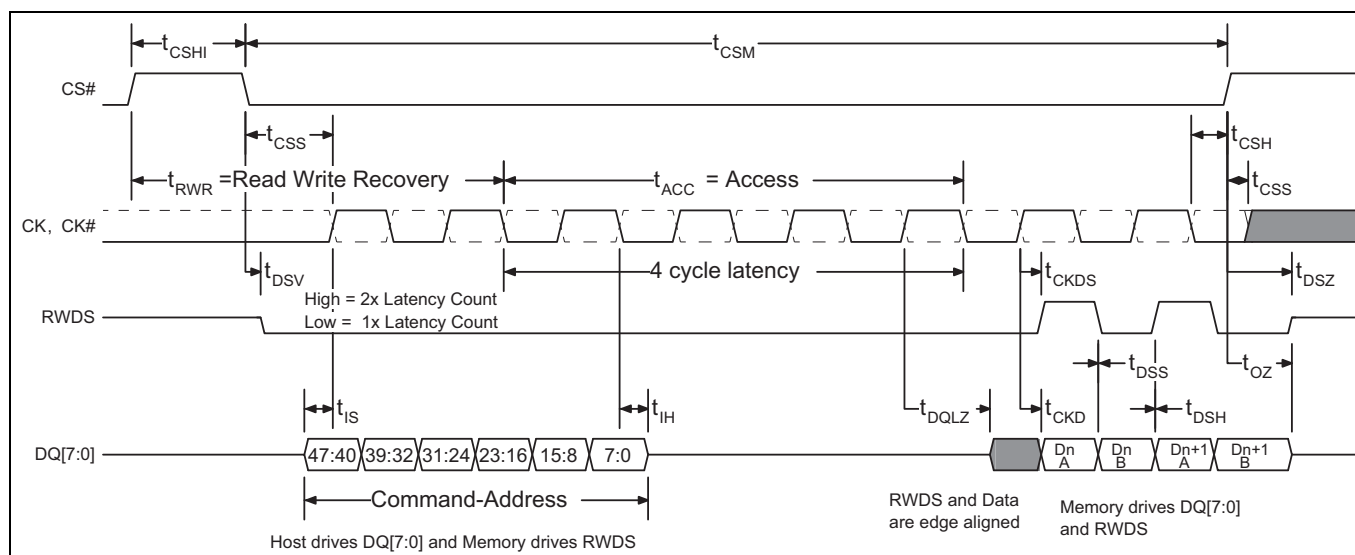 tCSHI
tCSM
CS#
tCSS
tCSH
tRWR =Read Write Recovery
tACC = Access
tCSS
CK, CK#
tDSV
4 cycle latency
tCKDS
tDSZ
High = 2x Latency Count
Low = 1x Latency Count
RWDS
tDSS
tOZ
tIS
tIH
tDQLZ
tCKD
tDSH
DQ[7:0]
47:40 39:32 31:24 23:16 15:8 7:0
Dn A
Dn B
Dn+1 A
Dn+1 B
Command-Address
RWDS and Data
are edge aligned
Memory drives DQ[7:0]
and RWDS
Host drives DQ[7:0] and Memory drives RWDS